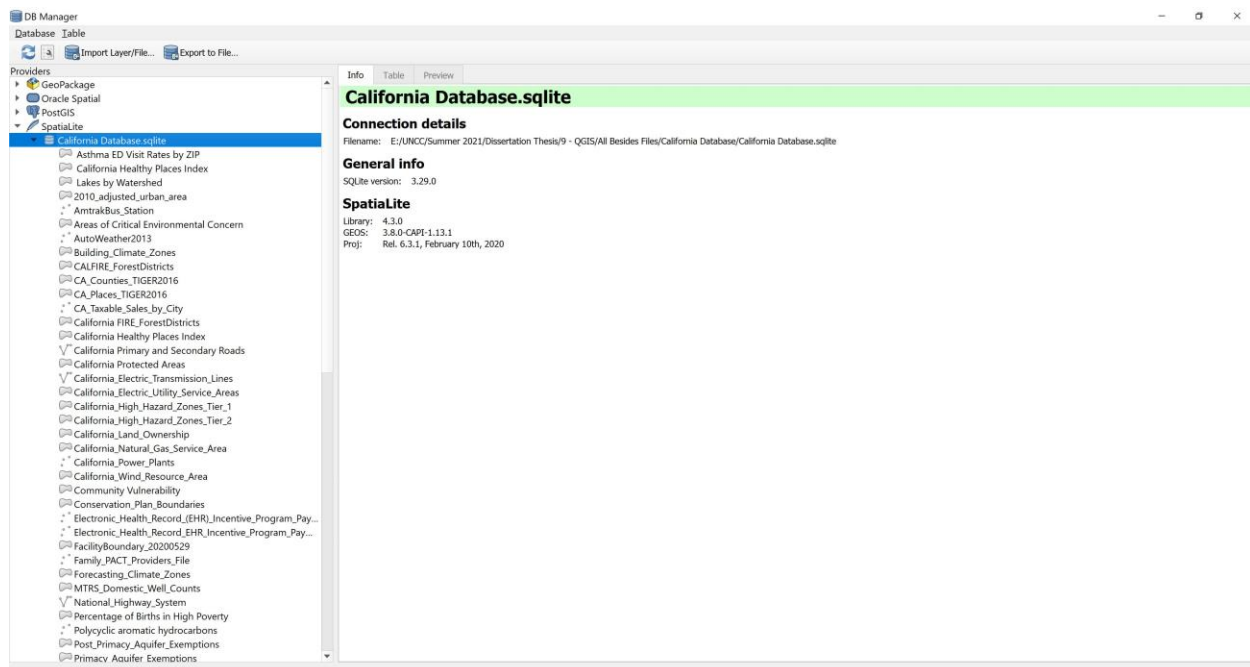 DB Manager
Database Table
Import Layer/File... Export to File...
Providers
GeoPackage
Oracle Spatial
PostGIS
SpatiaLite
California Database.sqlite
Asthma ED Visit Rates by ZIP
California Healthy Places Index
Lakes by Watershed
2010_adjusted_urban_area
AmtrakBus_Station
Areas of Critical Environmental Concern
AutoWeather2013
Building_Climate_Zones
CALFIRE_ForestDistricts
CA_Counties_TIGER2016
CA_Places_TIGER2016
CA_Taxable_Sales_by_City
California FIRE_ForestDistricts
California Healthy Places Index
California Primary and Secondary Roads
California Protected Areas
California_Electric_Transmission_Lines
California_Electric_Utility_Service_Areas
California_High_Hazard_Zones_Tier_1
California_High_Hazard_Zones_Tier_2
California_Land_Ownership
California_Natural_Gas_Service_Area
California_Power_Plants
California_Wind_Resource_Area
Community Vulnerability
Conservation_Plan_Boundaries
Electronic_Health_Record_(EHR)_Incentive_Program_Pay...
Electronic_Health_Record_EHR_Incentive_Program_Pay...
FacilityBoundary_20200529
Family_PACT_Providers_File
Forecasting_Climate_Zones
MTRS_Domestic_Well_Counts
National_Highway_System
Percentage of Births in High Poverty
Polycyclic aromatic hydrocarbons
Post_Primacy_Aquifer_Exemptions
Primacy Aquifer Exemptions
Info Table Preview
California Database.sqlite
Connection details
Filename: E:/UNCC/Summer 2021/Dissertation Thesis/9 - QGIS/All Besides Files/California Database/California Database.sqlite
General info
SQLite version: 3.29.0
SpatiaLite
Library: 4.3.0
GEOS: 3.8.0-CAPI-1.13.1
Proj: Rel. 6.3.1, February 10th, 2020